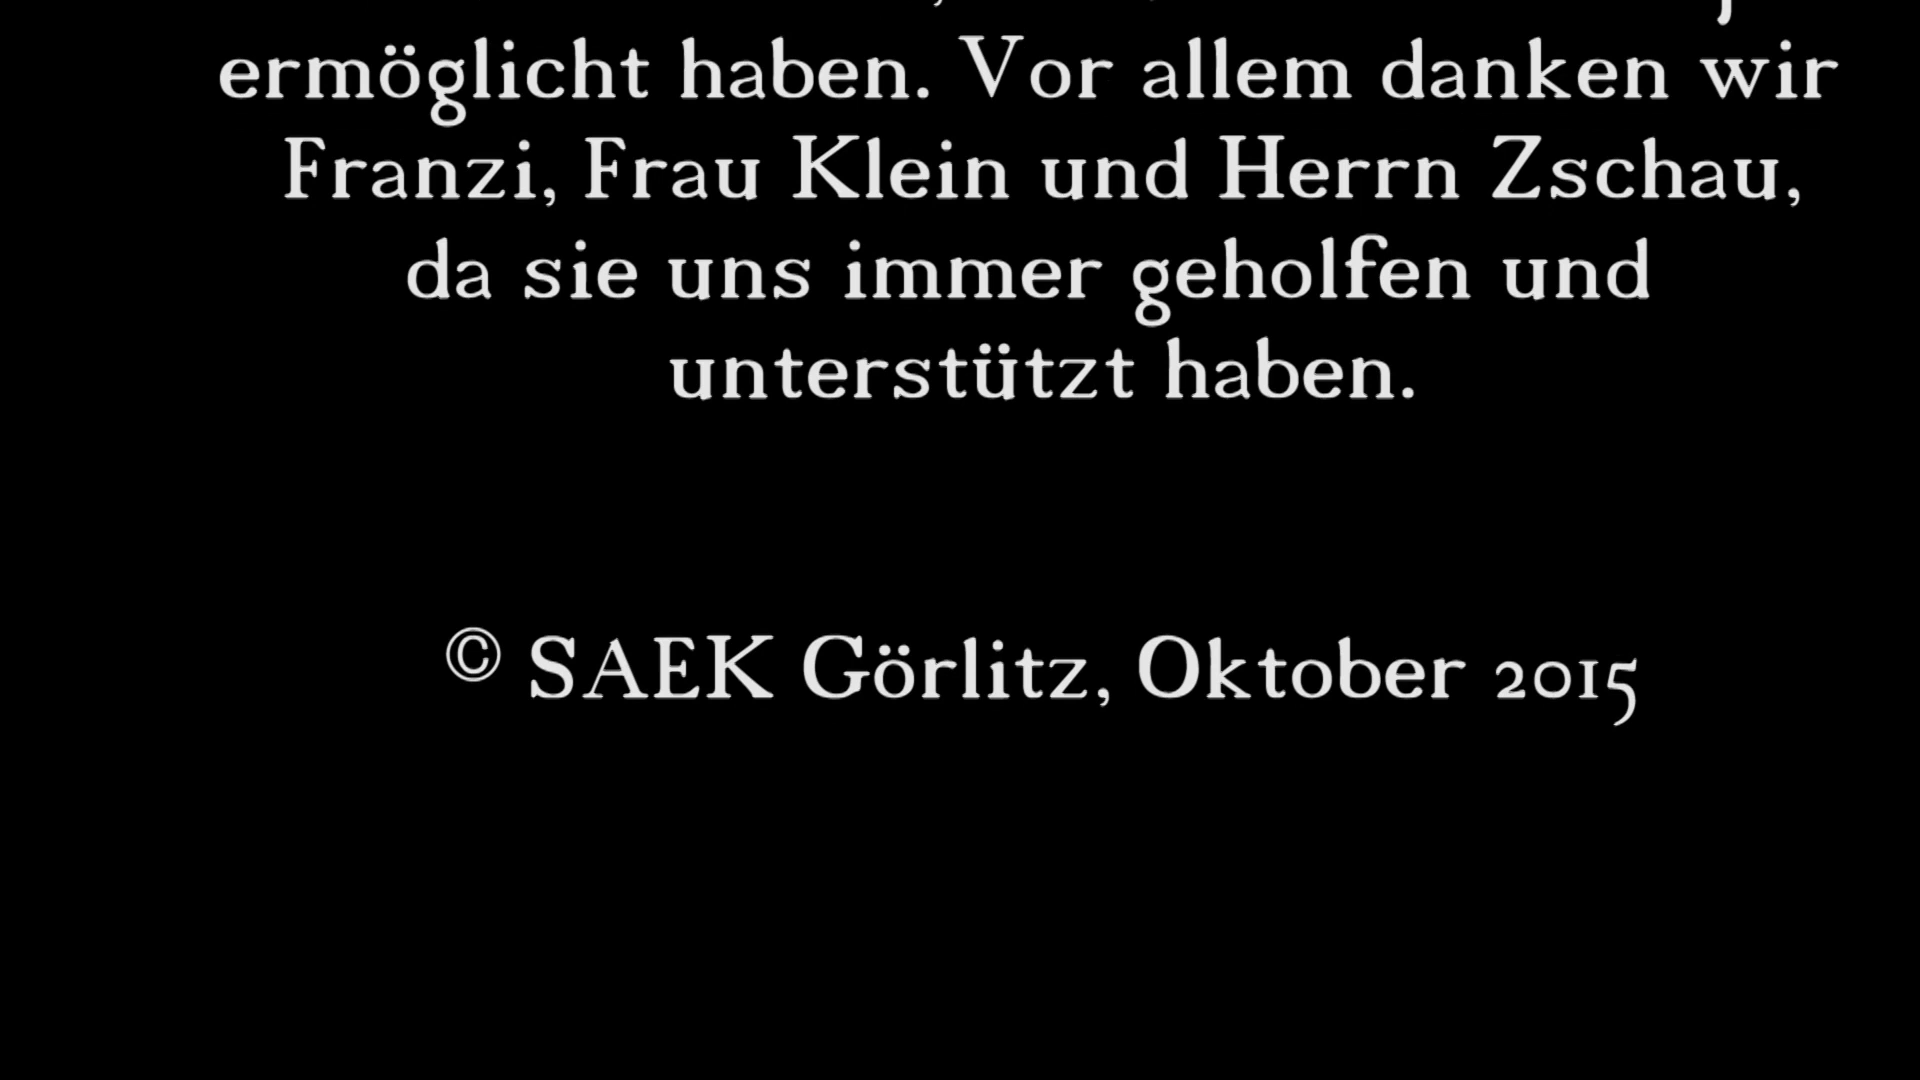 ermöglicht haben. Vor allem danken wir
Franzi, Frau Klein und Herrn Zschau,
da sie uns immer geholfen und
unterstützt haben.
© SAEK Görlitz, Oktober 2015